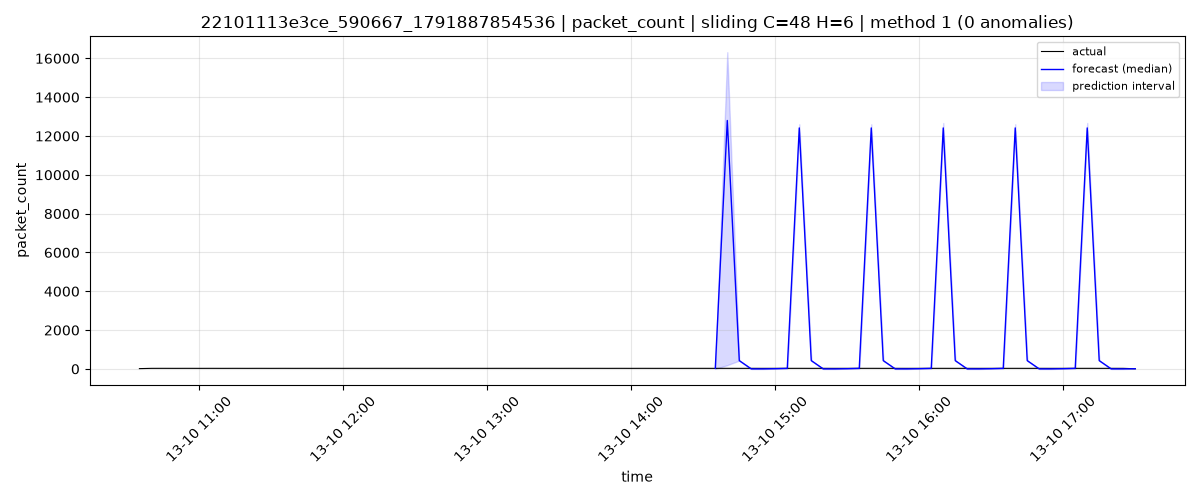 22101113e3ce_590667_1791887854536 | packet_count | sliding C=48 H=6 | method 1 (0 anomalies)
actual
forecast (median)
prediction interval
packet_count
16000
14000
12000
10000
8000
6000
4000
2000
0
13-10 11:00
13-10 12:00
13-10 13:00
13-10 14:00
13-10 15:00
13-10 16:00
13-10 17:00
time